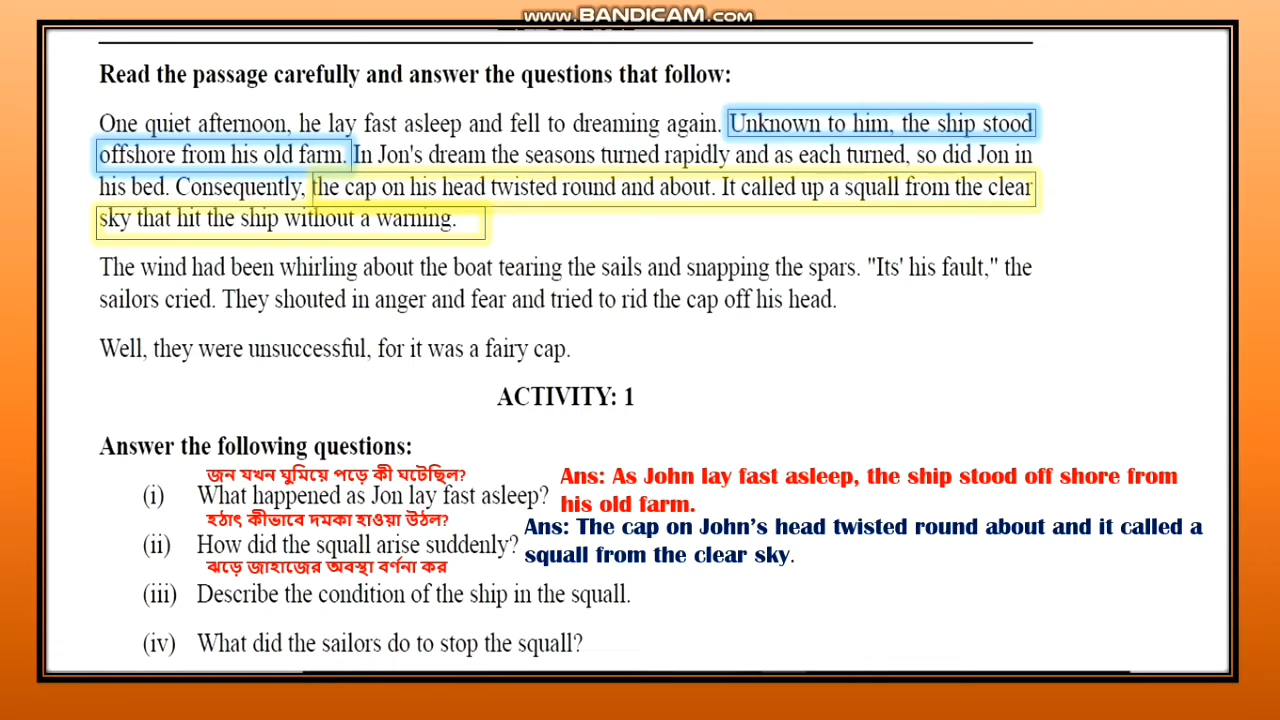 www.BANDICAM.com
Read the passage carefully and answer the questions that follow:
One quiet afternoon, he lay fast asleep and fell to dreaming again. Unknown to him, the ship stood
offshore from his old farm. In Jon's dream the seasons turned rapidly and as each turned, so did Jon in
his bed. Consequently, the cap on his head twisted round and about. It called up a squall from the clear
sky that hit the ship without a warning.
The wind had been whirling about the boat tearing the sails and snapping the spars. "Its' his fault," the
sailors cried. They shouted in anger and fear and tried to rid the cap off his head.
Well, they were unsuccessful, for it was a fairy cap.
ACTIVITY: 1
Answer the following questions:
জন যখন ঘুমিয়ে পড়ে কী ঘটেছিল?
(i) What happened as Jon lay fast asleep?
Ans: As John lay fast asleep, the ship stood off shore from
his old farm.
হঠাৎ কীভাবে দমকা হাওয়া উঠল?
(ii) How did the squall arise suddenly?
Ans: The cap on John's head twisted round about and it called a
squall from the clear sky.
ঝড়ে জাহাজের অবস্থা বর্ণনা কর
(iii) Describe the condition of the ship in the squall.
(iv) What did the sailors do to stop the squall?